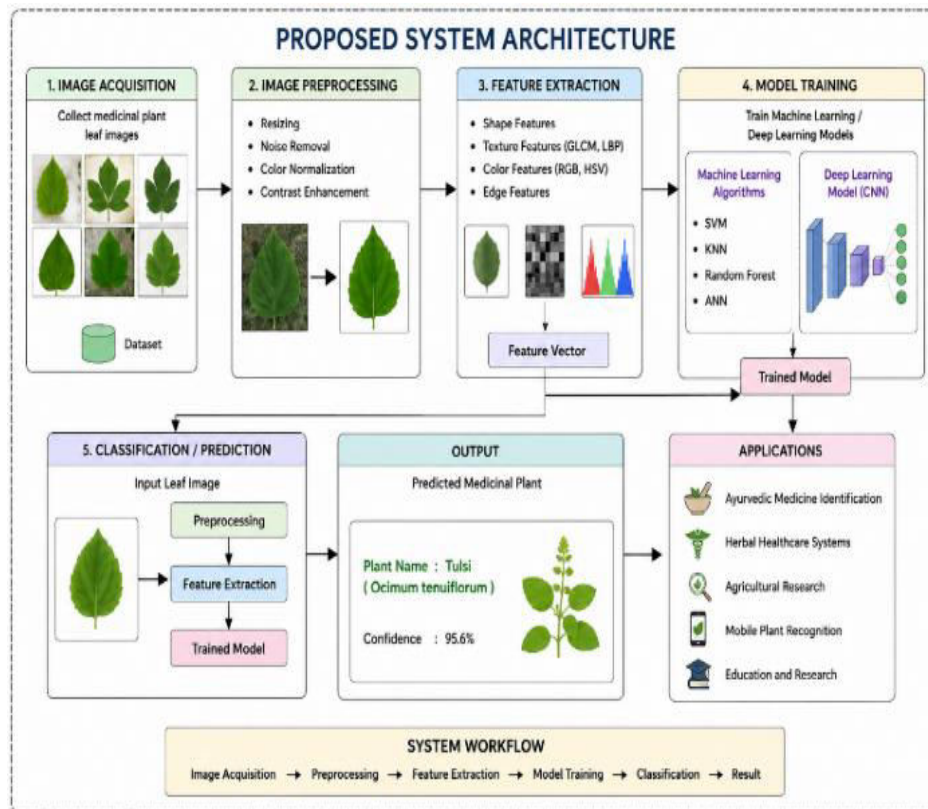 PROPOSED SYSTEM ARCHITECTURE
1. IMAGE ACQUISITION
Collect medicinal plant
leaf images
Dataset
2. IMAGE PREPROCESSING
• Resizing
• Noise Removal
• Color Normalization
• Contrast Enhancement
3. FEATURE EXTRACTION
• Shape Features
• Texture Features (GLCM, LBP)
• Color Features (RGB, HSV)
• Edge Features
Feature Vector
4. MODEL TRAINING
Train Machine Learning /
Deep Learning Models
Machine Learning
Algorithms
• SVM
• KNN
• Random Forest
• ANN
Deep Learning
Model (CNN)
Trained Model
5. CLASSIFICATION / PREDICTION
Input Leaf Image
Preprocessing
Feature Extraction
Trained Model
OUTPUT
Predicted Medicinal Plant
Plant Name : Tulsi
( Ocimum tenuiflorum )
Confidence : 95.6%
APPLICATIONS
Ayurvedic Medicine Identification
Herbal Healthcare Systems
Agricultural Research
Mobile Plant Recognition
Education and Research
SYSTEM WORKFLOW
Image Acquisition → Preprocessing → Feature Extraction → Model Training → Classification → Result